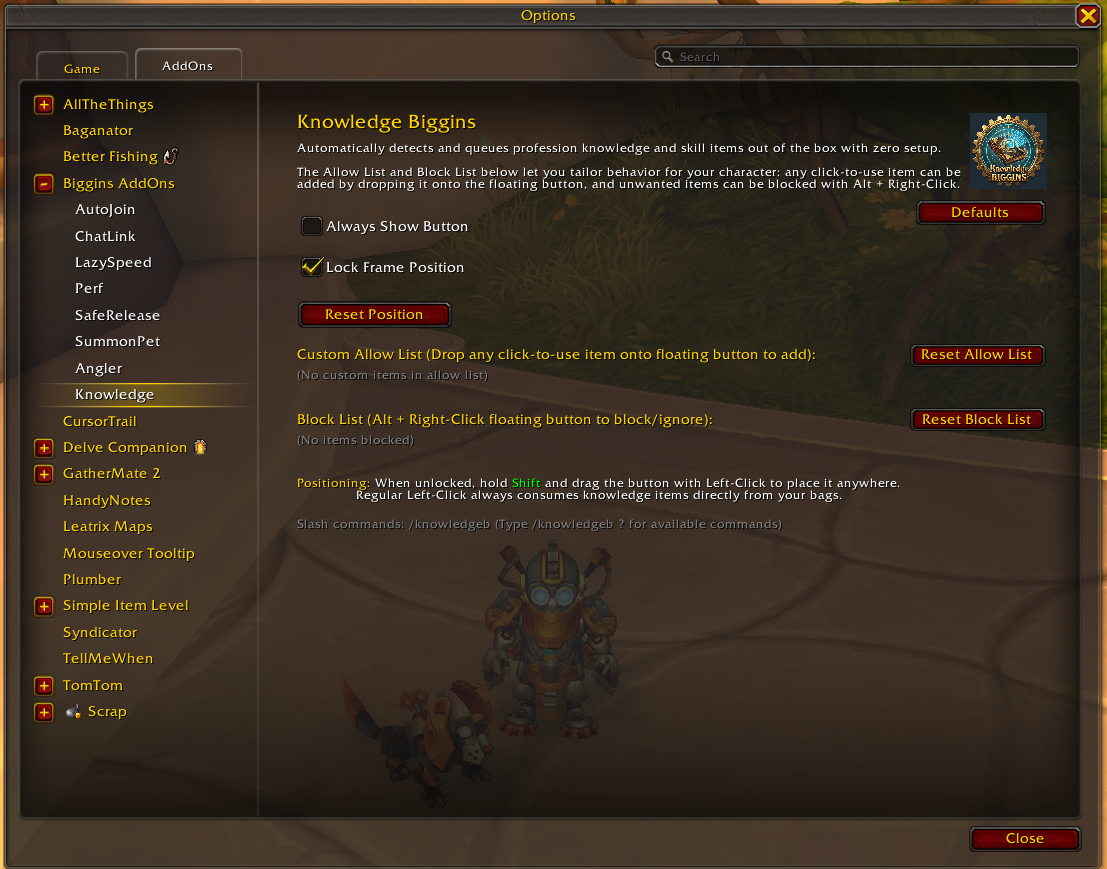 Options
Game
AddOns
Search
AllTheThings
Baganator
Better Fishing
Biggins AddOns
AutoJoin
ChatLink
LazySpeed
Perf
SafeRelease
SummonPet
Angler
Knowledge
CursorTrail
Delve Companion
GatherMate 2
HandyNotes
Leatrix Maps
Mouseover Tooltip
Plumber
Simple Item Level
Syndicator
TellMeWhen
TomTom
Scrap
Knowledge Biggins
Automatically detects and queues profession knowledge and skill items out of the box with zero setup.
The Allow List and Block List below let you tailor behavior for your character: any click-to-use item can be
added by dropping it onto the floating button, and unwanted items can be blocked with Alt + Right-Click.
Knowledge
BIGGINS
Defaults
Always Show Button
Lock Frame Position
Reset Position
Custom Allow List (Drop any click-to-use item onto floating button to add):
Reset Allow List
(No custom items in allow list)
Block List (Alt + Right-Click floating button to block/ignore):
Reset Block List
(No items blocked)
Positioning: When unlocked, hold Shift and drag the button with Left-Click to place it anywhere.
Regular Left-Click always consumes knowledge items directly from your bags.
Slash commands: /knowledgeb (Type /knowledgeb ? for available commands)
Close